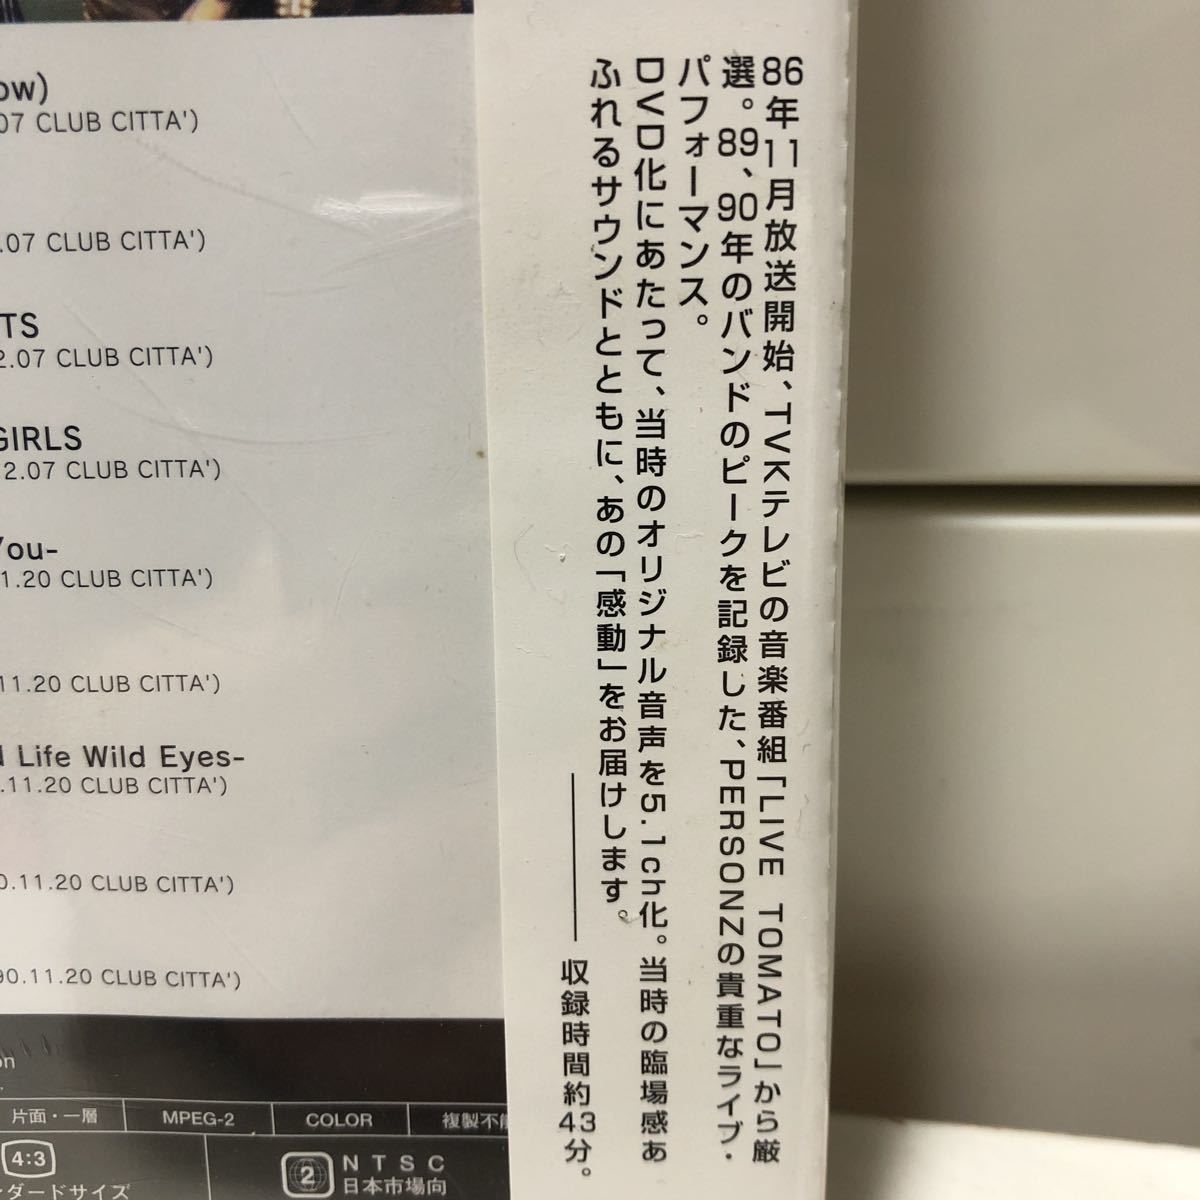 86年11月放送開始、TVKテレビの音楽番組「LIVE TOMATO」から厳
選。89、90年のバンドのピークを記録した、PERSONZの貴重なライブ・
パフォーマンス。
DVD化にあたって、当時のオリジナル音声を5.1ch化。当時の臨場感あ
ふれるサウンドとともに、あの「感動」をお届けします。
収録時間約43分。
ow)
07 CLUB CITTA')
.07 CLUB CITTA')
TS
2.07 CLUB CITTA')
GIRLS
2.07 CLUB CITTA')
You-
1.20 CLUB CITTA')
11.20 CLUB CITTA')
d Life Wild Eyes-
.11.20 CLUB CITTA')
0.11.20 CLUB CITTA')
90.11.20 CLUB CITTA')
on
片面・一層 MPEG-2 COLOR 複製不能
4:3
ンダードサイズ
2 NTSC
日本市場向